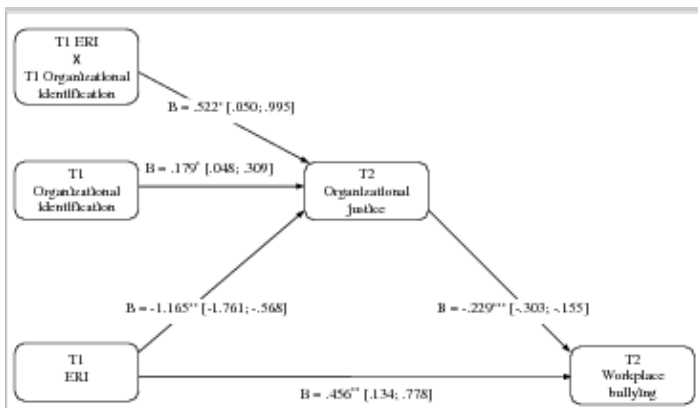 T1 ERI
X
T1 Organizational
identification
B = .522* [.050; .995]
B = .179* [.048; .309]
T1
Organizational
identification
T2
Organizational
justice
B = -1.165** [-1.761; -.568]
B = -.229*** [-.303; -.155]
T1
ERI
T2
Workplace
bullying
B = .456** [.134; .778]